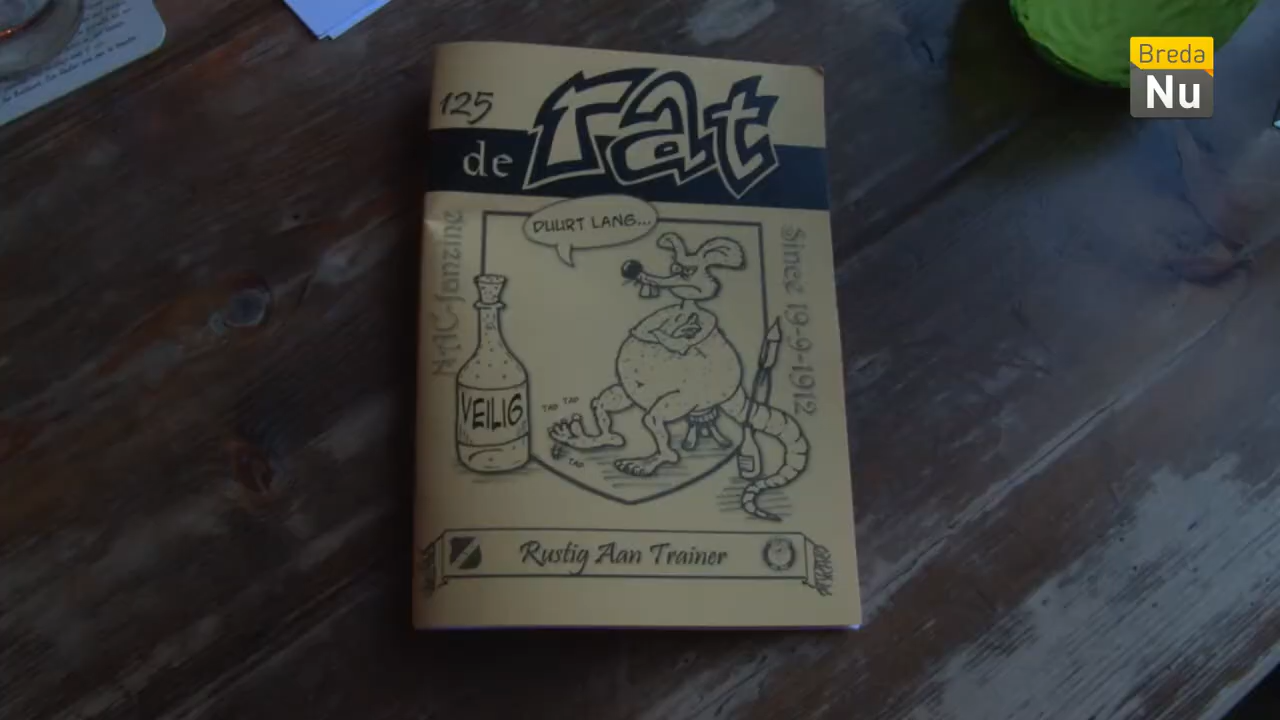 Breda
Nu
125
de rat
NAC-fanzine
Since 19-9-1912
DUURT LANG...
VEILIG
TAP TAP
TAP
Rustig Aan Trainer